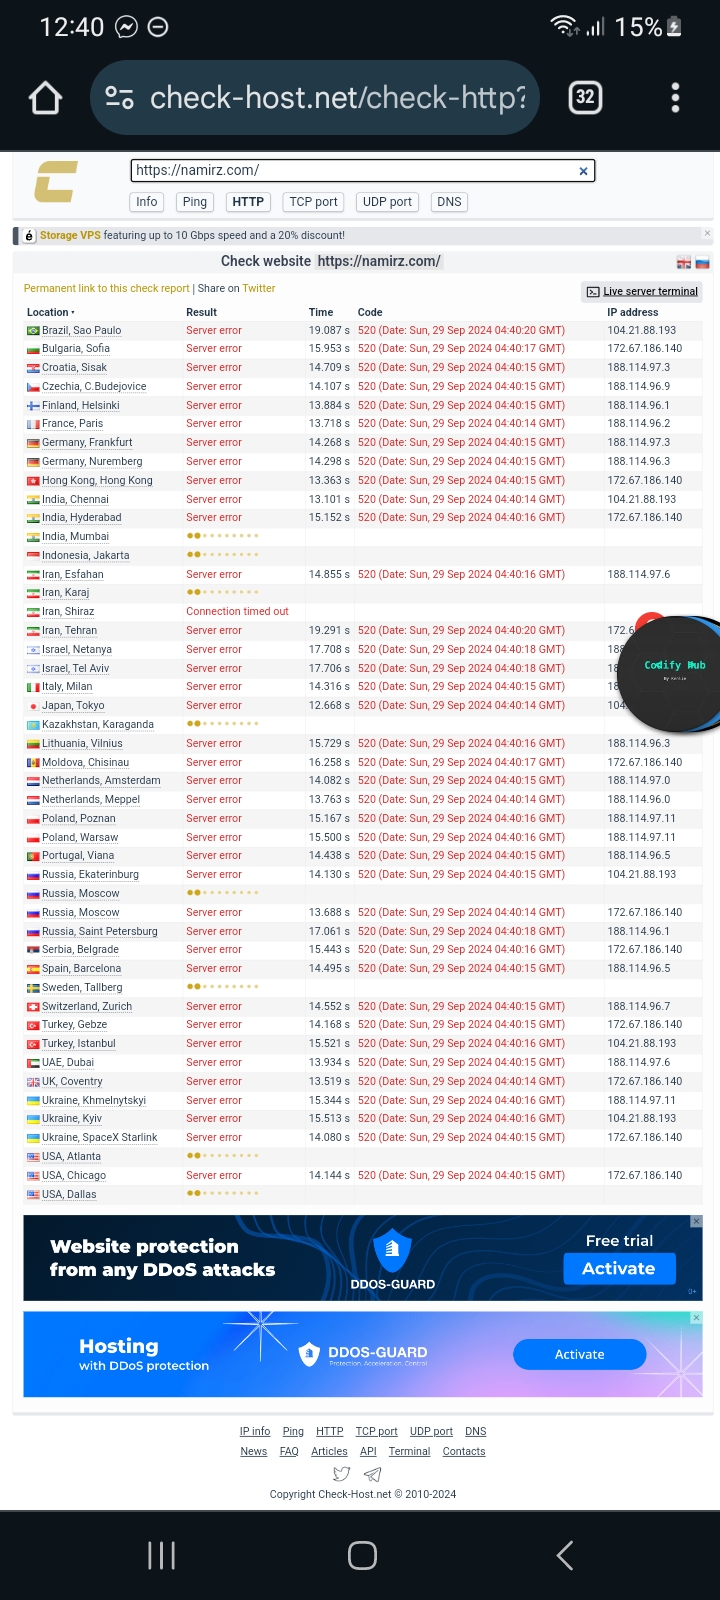 12:40 15%
check-host.net/check-http?
32
https://namirz.com/ ×
Info Ping HTTP TCP port UDP port DNS
Storage VPS featuring up to 10 Gbps speed and a 20% discount!
Check website https://namirz.com/
Permanent link to this check report | Share on Twitter Live server terminal
Location Result Time Code IP address
Brazil, Sao Paulo Server error 19.087 s 520 (Date: Sun, 29 Sep 2024 04:40:20 GMT) 104.21.88.193
Bulgaria, Sofia Server error 15.953 s 520 (Date: Sun, 29 Sep 2024 04:40:17 GMT) 172.67.186.140
Croatia, Sisak Server error 14.709 s 520 (Date: Sun, 29 Sep 2024 04:40:15 GMT) 188.114.97.3
Czechia, C.Budejovice Server error 14.107 s 520 (Date: Sun, 29 Sep 2024 04:40:15 GMT) 188.114.96.9
Finland, Helsinki Server error 13.884 s 520 (Date: Sun, 29 Sep 2024 04:40:15 GMT) 188.114.96.1
France, Paris Server error 13.718 s 520 (Date: Sun, 29 Sep 2024 04:40:14 GMT) 188.114.96.2
Germany, Frankfurt Server error 14.268 s 520 (Date: Sun, 29 Sep 2024 04:40:15 GMT) 188.114.97.3
Germany, Nuremberg Server error 14.298 s 520 (Date: Sun, 29 Sep 2024 04:40:15 GMT) 188.114.96.3
Hong Kong, Hong Kong Server error 13.363 s 520 (Date: Sun, 29 Sep 2024 04:40:15 GMT) 172.67.186.140
India, Chennai Server error 13.101 s 520 (Date: Sun, 29 Sep 2024 04:40:14 GMT) 104.21.88.193
India, Hyderabad Server error 15.152 s 520 (Date: Sun, 29 Sep 2024 04:40:16 GMT) 172.67.186.140
India, Mumbai
Indonesia, Jakarta
Iran, Esfahan Server error 14.855 s 520 (Date: Sun, 29 Sep 2024 04:40:16 GMT) 188.114.97.6
Iran, Karaj
Iran, Shiraz Connection timed out
Iran, Tehran Server error 19.291 s 520 (Date: Sun, 29 Sep 2024 04:40:20 GMT) 172.6
Israel, Netanya Server error 17.708 s 520 (Date: Sun, 29 Sep 2024 04:40:18 GMT) 188
Israel, Tel Aviv Server error 17.706 s 520 (Date: Sun, 29 Sep 2024 04:40:18 GMT) 18
Italy, Milan Server error 14.316 s 520 (Date: Sun, 29 Sep 2024 04:40:15 GMT) 18
Japan, Tokyo Server error 12.668 s 520 (Date: Sun, 29 Sep 2024 04:40:14 GMT) 104.
Codify Hub
Kazakhstan, Karaganda
Lithuania, Vilnius Server error 15.729 s 520 (Date: Sun, 29 Sep 2024 04:40:16 GMT) 188.114.96.3
Moldova, Chisinau Server error 16.258 s 520 (Date: Sun, 29 Sep 2024 04:40:17 GMT) 172.67.186.140
Netherlands, Amsterdam Server error 14.082 s 520 (Date: Sun, 29 Sep 2024 04:40:15 GMT) 188.114.97.0
Netherlands, Meppel Server error 13.763 s 520 (Date: Sun, 29 Sep 2024 04:40:14 GMT) 188.114.96.0
Poland, Poznan Server error 15.167 s 520 (Date: Sun, 29 Sep 2024 04:40:16 GMT) 188.114.97.11
Poland, Warsaw Server error 15.500 s 520 (Date: Sun, 29 Sep 2024 04:40:16 GMT) 188.114.97.11
Portugal, Viana Server error 14.438 s 520 (Date: Sun, 29 Sep 2024 04:40:15 GMT) 188.114.96.5
Russia, Ekaterinburg Server error 14.130 s 520 (Date: Sun, 29 Sep 2024 04:40:15 GMT) 104.21.88.193
Russia, Moscow
Russia, Moscow Server error 13.688 s 520 (Date: Sun, 29 Sep 2024 04:40:14 GMT) 172.67.186.140
Russia, Saint Petersburg Server error 17.061 s 520 (Date: Sun, 29 Sep 2024 04:40:18 GMT) 188.114.96.1
Serbia, Belgrade Server error 15.443 s 520 (Date: Sun, 29 Sep 2024 04:40:16 GMT) 172.67.186.140
Spain, Barcelona Server error 14.495 s 520 (Date: Sun, 29 Sep 2024 04:40:15 GMT) 188.114.96.5
Sweden, Tallberg
Switzerland, Zurich Server error 14.552 s 520 (Date: Sun, 29 Sep 2024 04:40:15 GMT) 188.114.96.7
Turkey, Gebze Server error 14.168 s 520 (Date: Sun, 29 Sep 2024 04:40:15 GMT) 172.67.186.140
Turkey, Istanbul Server error 15.521 s 520 (Date: Sun, 29 Sep 2024 04:40:16 GMT) 104.21.88.193
UAE, Dubai Server error 13.934 s 520 (Date: Sun, 29 Sep 2024 04:40:15 GMT) 188.114.97.6
UK, Coventry Server error 13.519 s 520 (Date: Sun, 29 Sep 2024 04:40:14 GMT) 172.67.186.140
Ukraine, Khmelnytskyi Server error 15.344 s 520 (Date: Sun, 29 Sep 2024 04:40:16 GMT) 188.114.97.11
Ukraine, Kyiv Server error 15.513 s 520 (Date: Sun, 29 Sep 2024 04:40:16 GMT) 104.21.88.193
Ukraine, SpaceX Starlink Server error 14.080 s 520 (Date: Sun, 29 Sep 2024 04:40:15 GMT) 172.67.186.140
USA, Atlanta
USA, Chicago Server error 14.144 s 520 (Date: Sun, 29 Sep 2024 04:40:15 GMT) 172.67.186.140
USA, Dallas
Website protection
from any DDoS attacks
DDOS-GUARD
Free trial
Activate
0+
Hosting
with DDoS protection
DDOS-GUARD
Protection, Acceleration, Control
Activate
IP info Ping HTTP TCP port UDP port DNS
News FAQ Articles API Terminal Contacts
Copyright Check-Host.net © 2010-2024